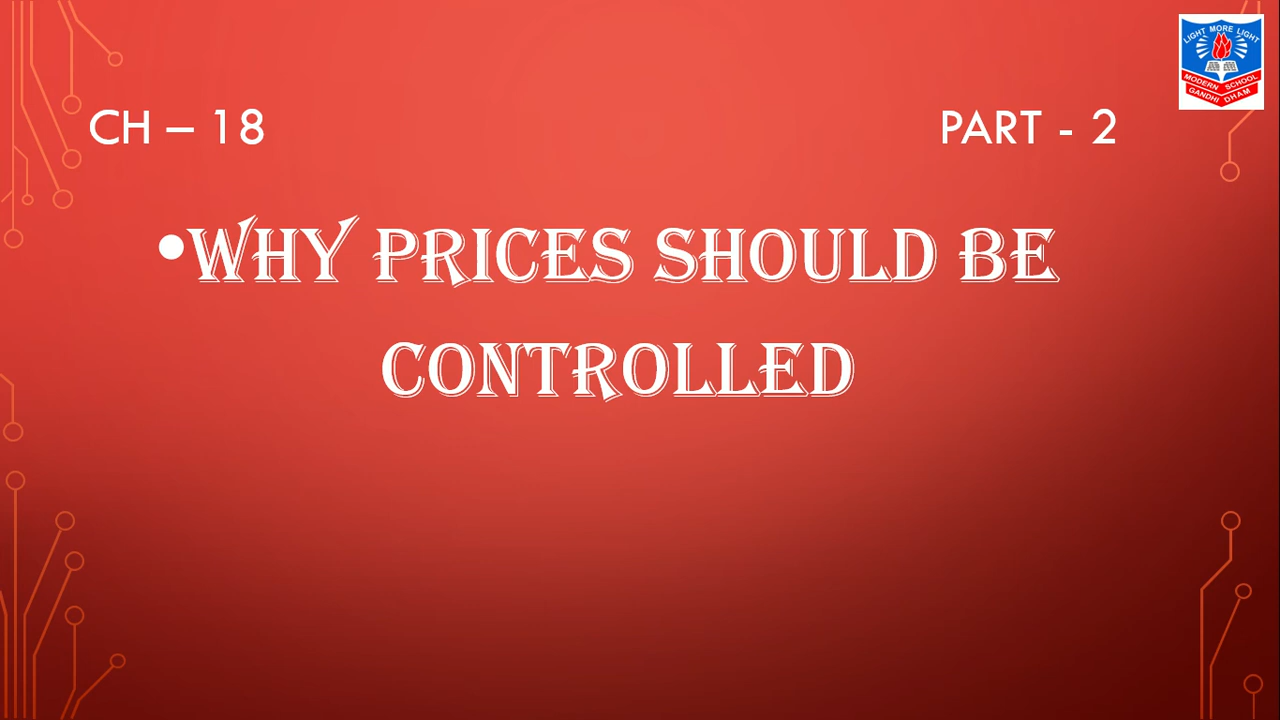 LIGHT MORE LIGHT
MODERN SCHOOL
GANDHI DHAM
CH – 18
PART - 2
•WHY PRICES SHOULD BE
CONTROLLED